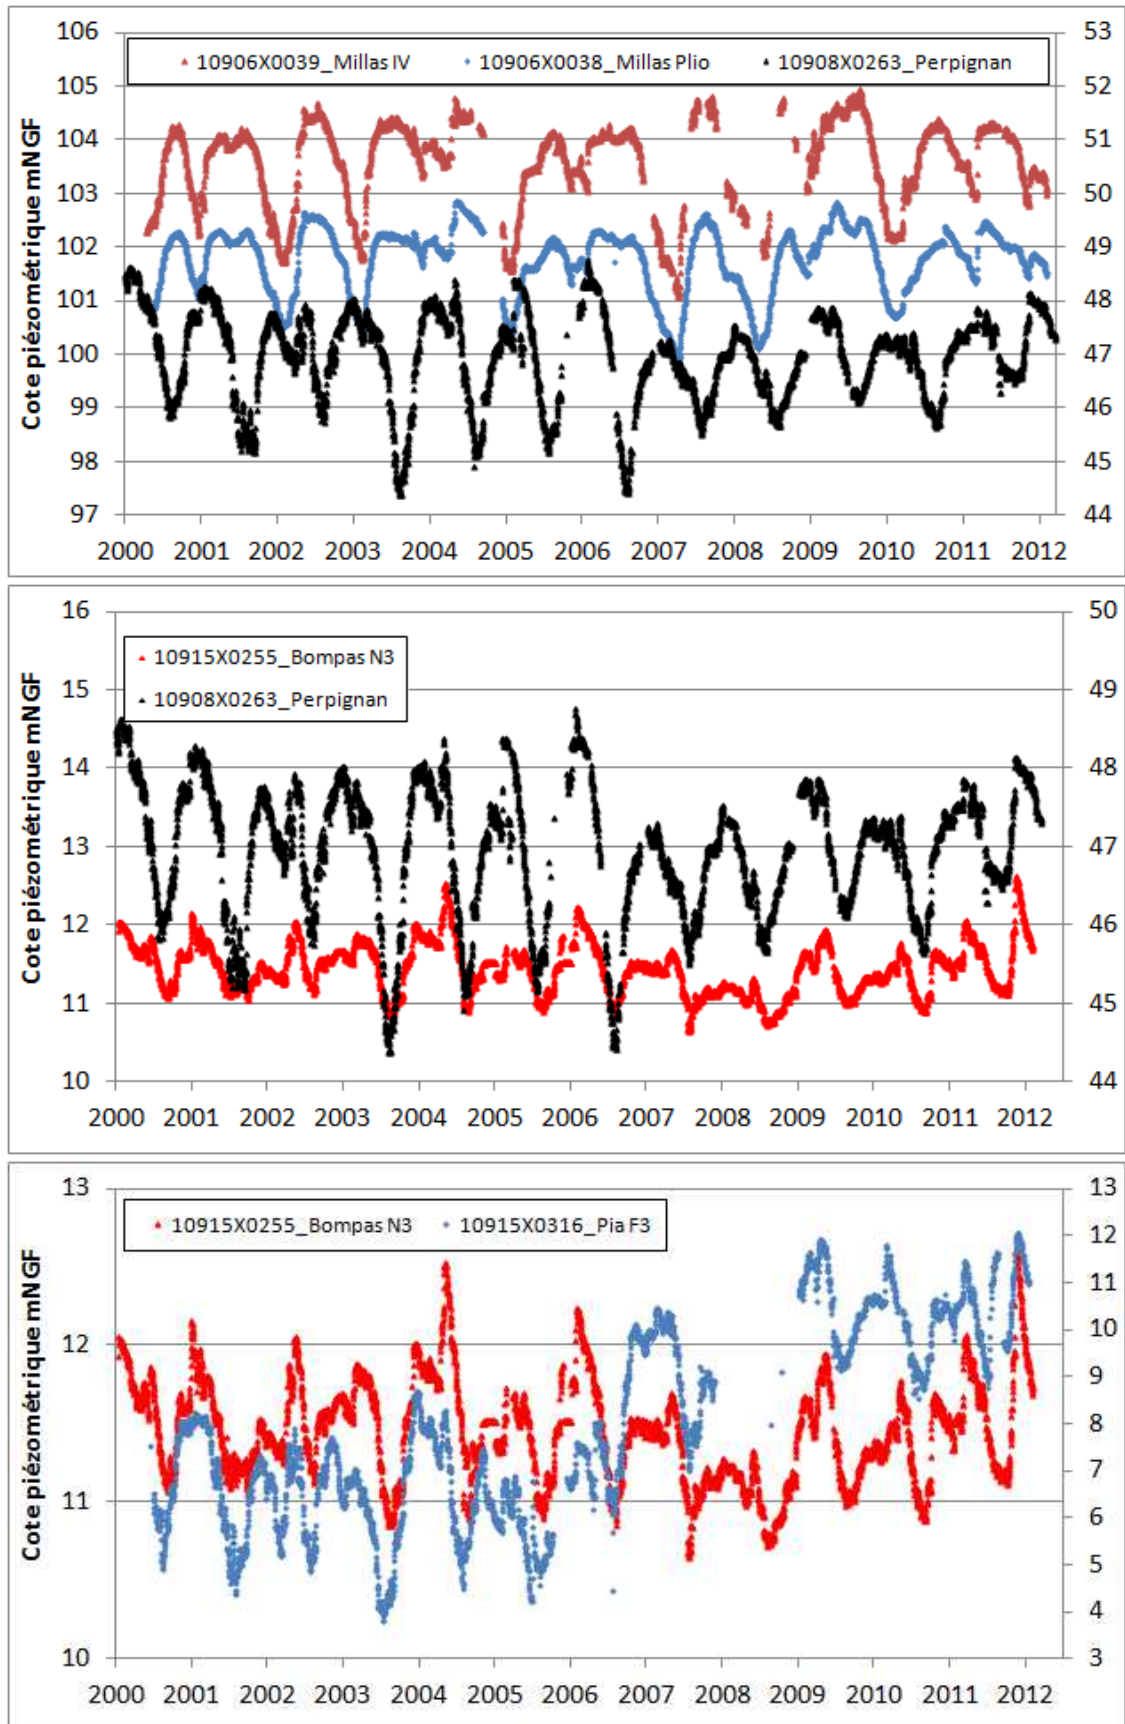 106 53
10906X0039_Millas IV 10906X0038_Millas Plio 10908X0263_Perpignan
105 52
104 51
103 50
102 49
101 48
100 47
99 46
98 45
97 44
Cote piézométrique mNGF
2000 2001 2002 2003 2004 2005 2006 2007 2008 2009 2010 2011 2012
16 50
10915X0255_Bompas N3
10908X0263_Perpignan
15 49
14 48
13 47
12 46
11 45
10 44
Cote piézométrique mNGF
2000 2001 2002 2003 2004 2005 2006 2007 2008 2009 2010 2011 2012
13 13
10915X0255_Bompas N3 10915X0316_Pia F3
12
11
10
9
12 8
7
6
11 5
4
10 3
Cote piézométrique mNGF
2000 2001 2002 2003 2004 2005 2006 2007 2008 2009 2010 2011 2012